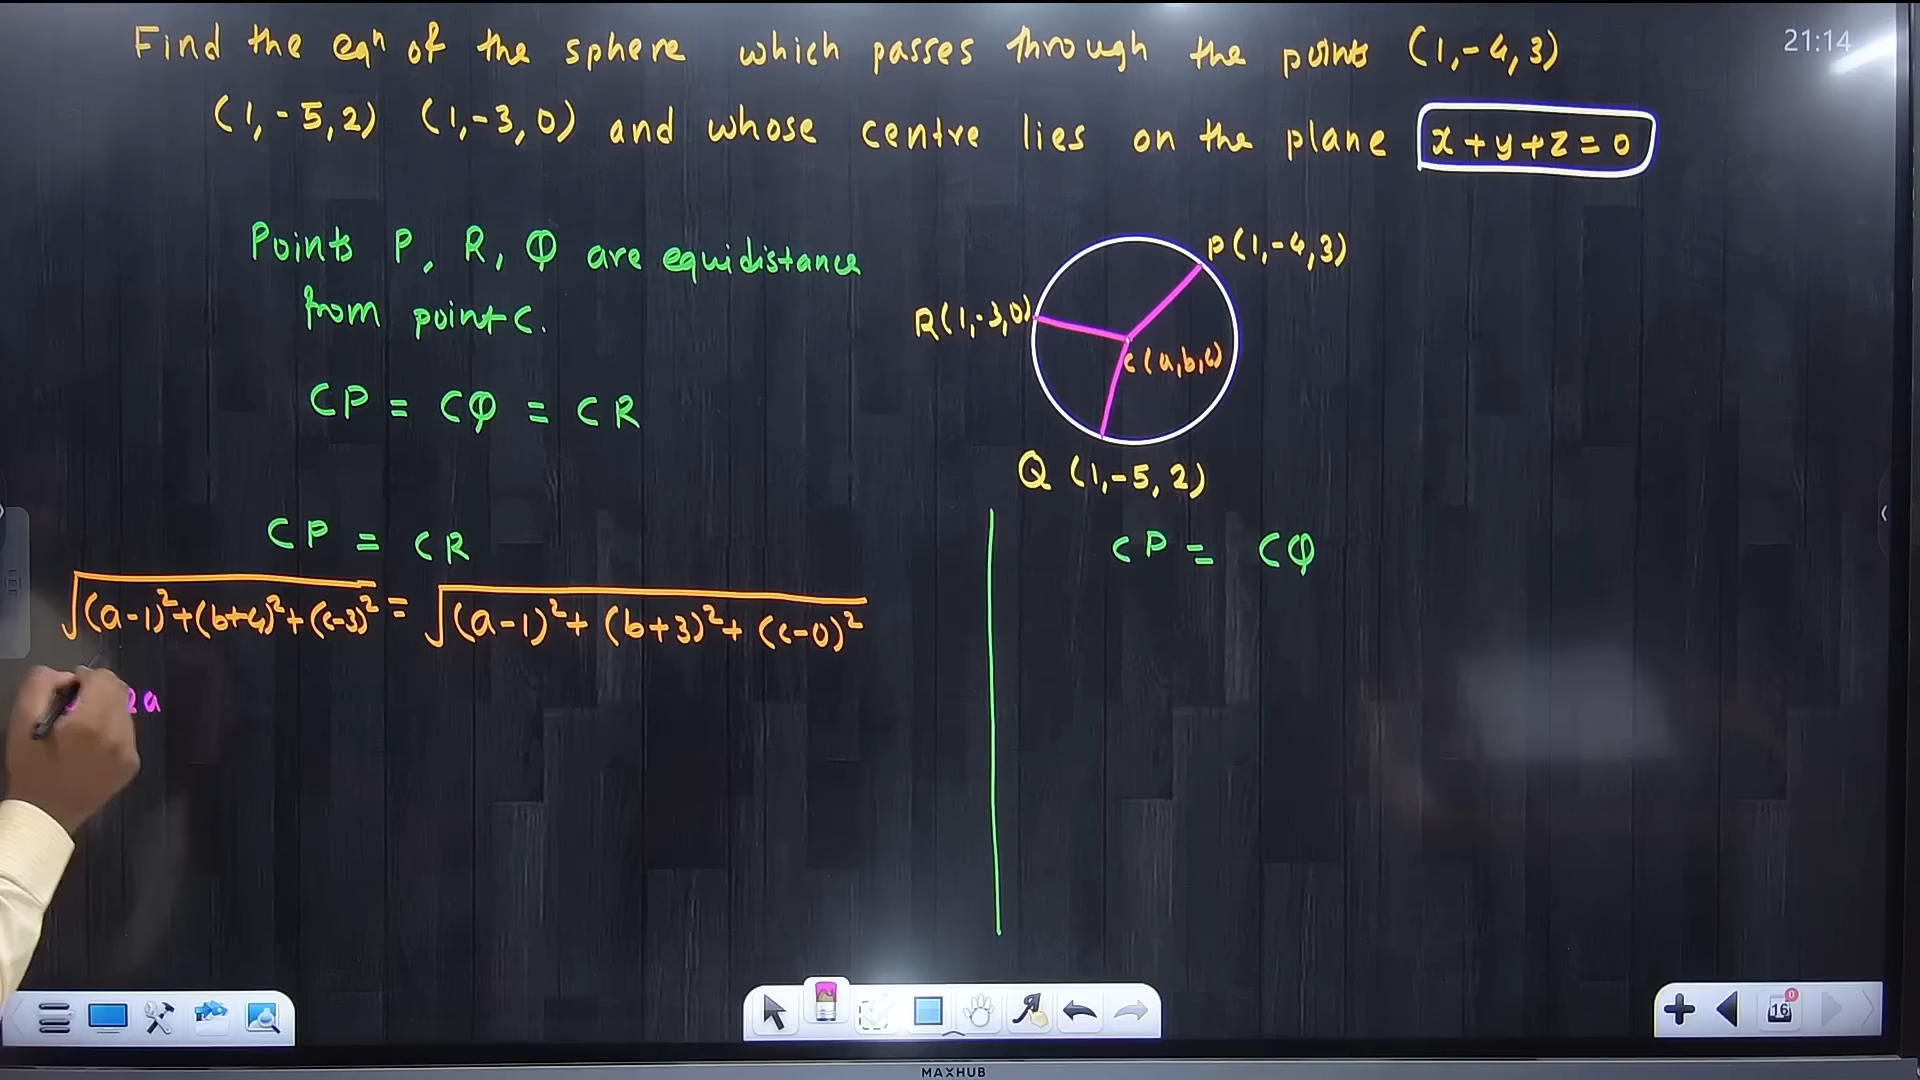 Find the eqⁿ of the sphere which passes through the points (1,-4,3)
(1,-5,2) (1,-3,0) and whose centre lies on the plane x+y+z=0
21:14
Points P, R, Q are equidistance
from point C.
CP = CQ = CR
P(1,-4,3)
R(1,-3,0)
C(a,b,c)
Q (1,-5,2)
CP = CR
√(a-1)²+(b+4)²+(c-3)² = √(a-1)²+(b+3)²+(c-0)²
2a
CP = CQ
16
0
MAXHUB